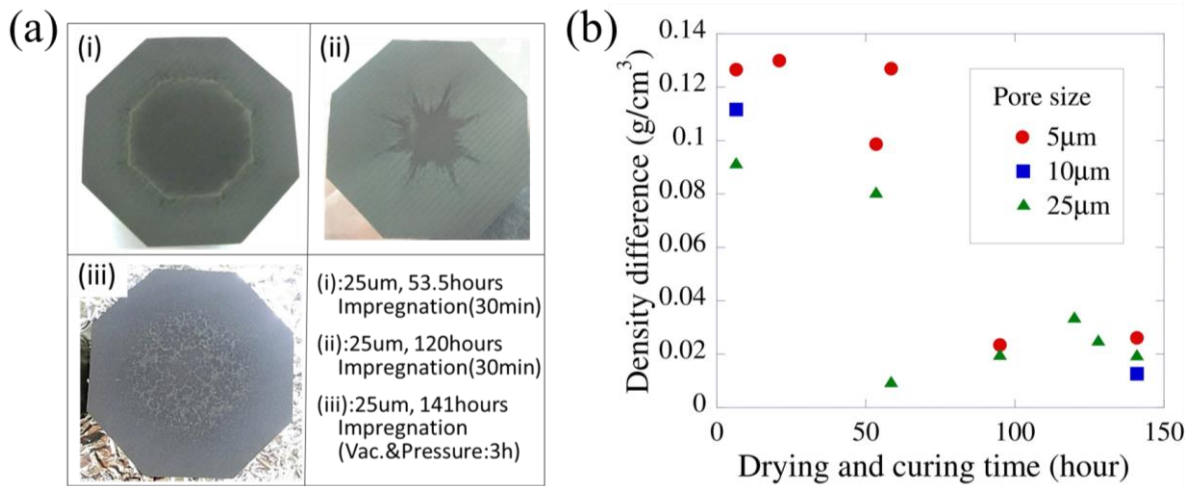 (a)
(i)
(ii)
(iii)
(i):25um, 53.5hours
Impregnation(30min)
(ii):25um, 120hours
Impregnation(30min)
(iii):25um, 141hours
Impregnation
(Vac.&Pressure:3h)
(b)
Density difference (g/cm³)
0.14
0.12
0.1
0.08
0.06
0.04
0.02
0
0
50
100
150
Drying and curing time (hour)
Pore size
5μm
10μm
25μm